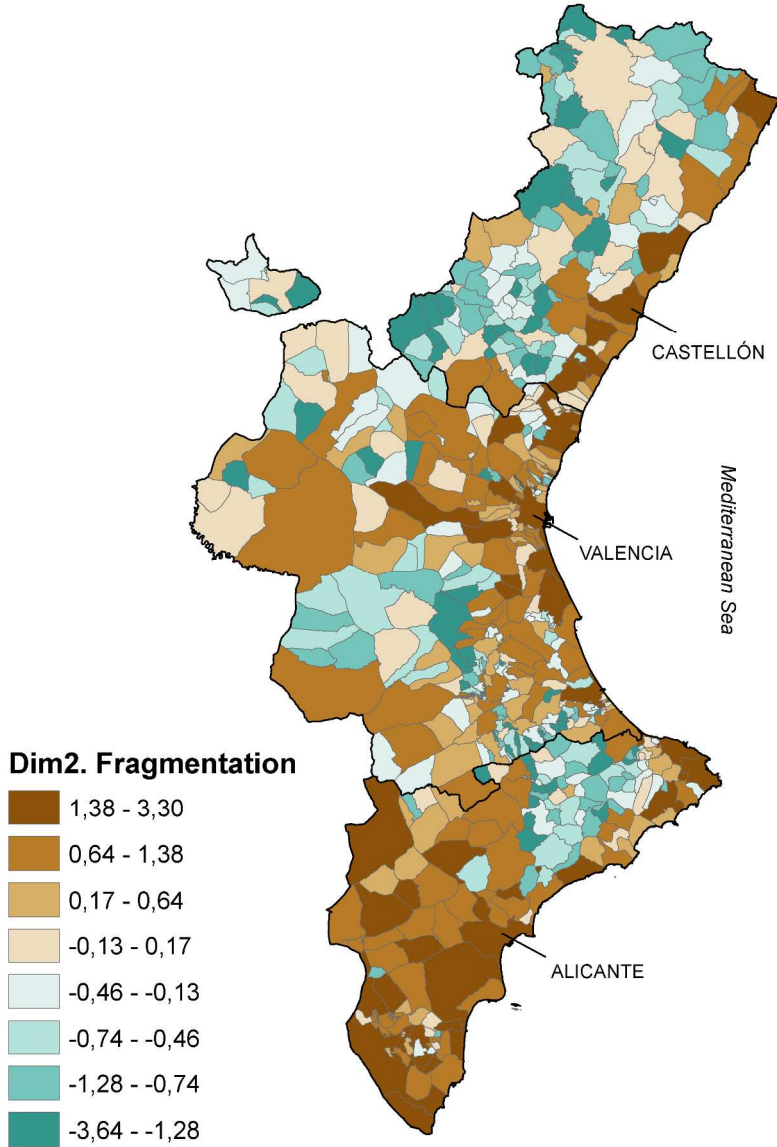 CASTELLÓN
Mediterranean Sea
VALENCIA
Dim2. Fragmentation
1,38 - 3,30
0,64 - 1,38
0,17 - 0,64
-0,13 - 0,17
-0,46 - -0,13
-0,74 - -0,46
-1,28 - -0,74
-3,64 - -1,28
ALICANTE